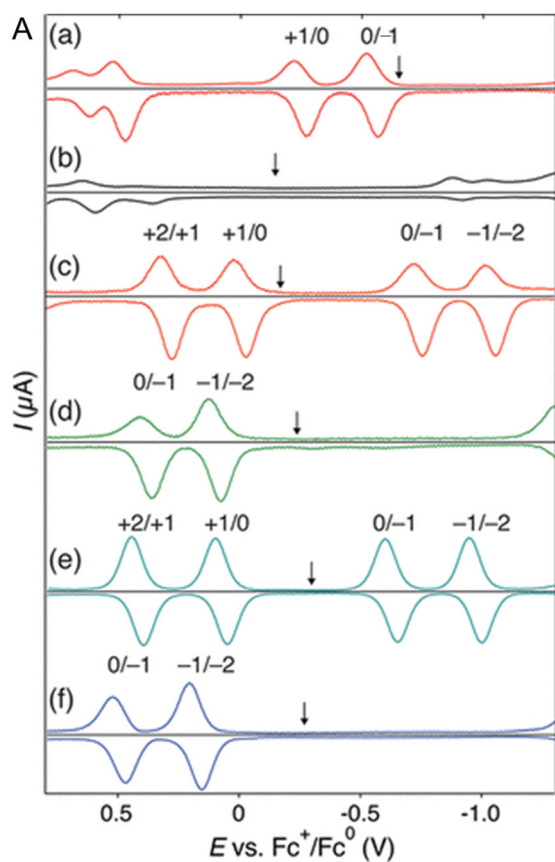 A
(a)
+1/0 0/−1
(b)
+2/+1 +1/0 0/−1 −1/−2
(c)
0/−1 −1/−2
(d)
+2/+1 +1/0 0/−1 −1/−2
(e)
0/−1 −1/−2
(f)
I (μA)
0.5 0 -0.5 -1.0
E vs. Fc+/Fc0 (V)